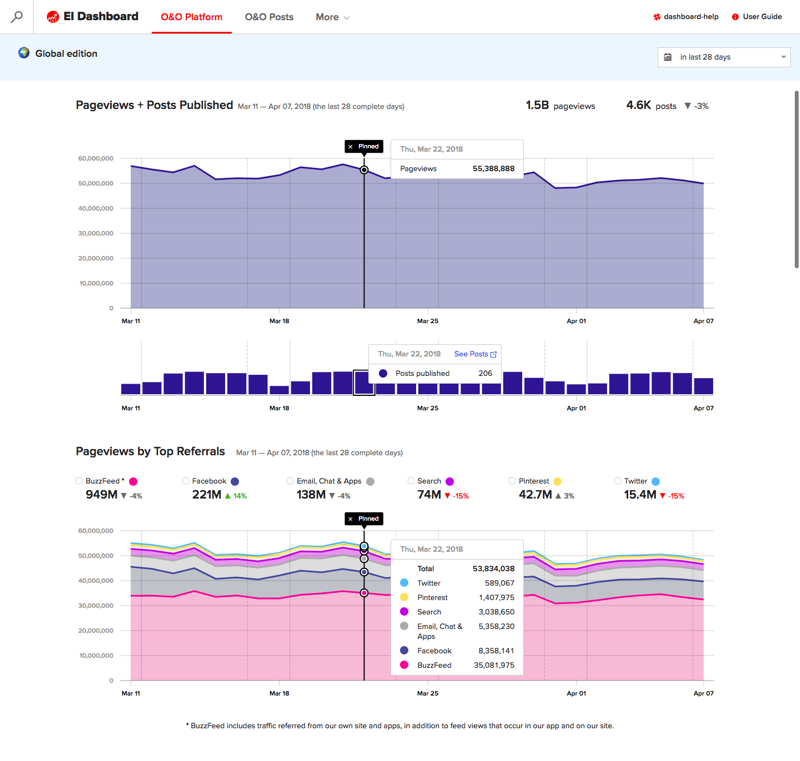 EI Dashboard O&O Platform O&O Posts More dashboard-help User Guide
Global edition in last 28 days
Pageviews + Posts Published Mar 11 — Apr 07, 2018 (the last 28 complete days) 1.5B pageviews 4.6K posts ▼ -3%
× Pinned
Thu, Mar 22, 2018
Pageviews 55,388,888
60,000,000
50,000,000
40,000,000
30,000,000
20,000,000
10,000,000
0
Mar 11 Mar 18 Mar 25 Apr 01 Apr 07
Thu, Mar 22, 2018 See Posts
Posts published 206
Mar 11 Mar 18 Mar 25 Apr 01 Apr 07
Pageviews by Top Referrals Mar 11 — Apr 07, 2018 (the last 28 complete days)
BuzzFeed * Facebook Email, Chat & Apps Search Pinterest Twitter
949M ▼ -4% 221M ▲ 14% 138M ▼ -4% 74M ▼ -15% 42.7M ▲ 3% 15.4M ▼ -15%
× Pinned
60,000,000
50,000,000
40,000,000
30,000,000
20,000,000
10,000,000
0
Thu, Mar 22, 2018
Total 53,834,038
Twitter 589,067
Pinterest 1,407,975
Search 3,038,650
Email, Chat & 5,358,230
Apps
Facebook 8,358,141
BuzzFeed 35,081,975
Mar 11 Mar 18 Mar 25 Apr 01 Apr 07
* BuzzFeed includes traffic referred from our own site and apps, in addition to feed views that occur in our app and on our site.